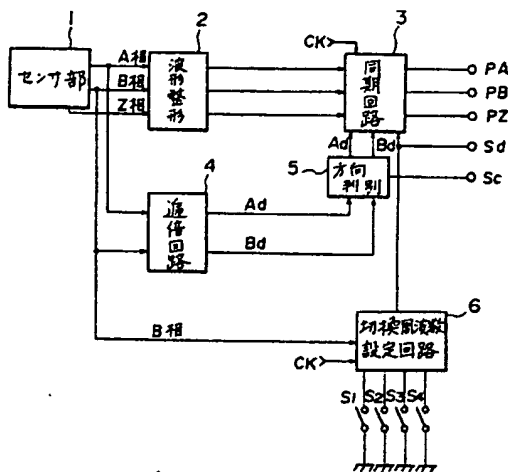 1
センサ部
A相
B相
Z相
2
波形整形
CK
3
同期回路
PA
PB
PZ
Sd
Sc
Ad
Bd
5
方向判別
4
逓倍回路
Ad
Bd
B相
CK
6
切換周波数
設定回路
S1 S2 S3 S4